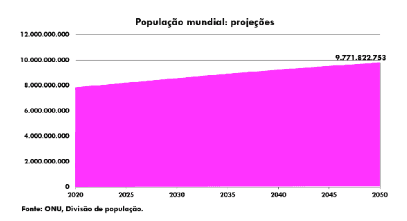 População mundial: projeções
12.000.000.000
10.000.000.000
9.771.822.753
8.000.000.000
6.000.000.000
4.000.000.000
2.000.000.000
0
2020 2025 2030 2035 2040 2045 2050
Fonte: ONU, Divisão de população.